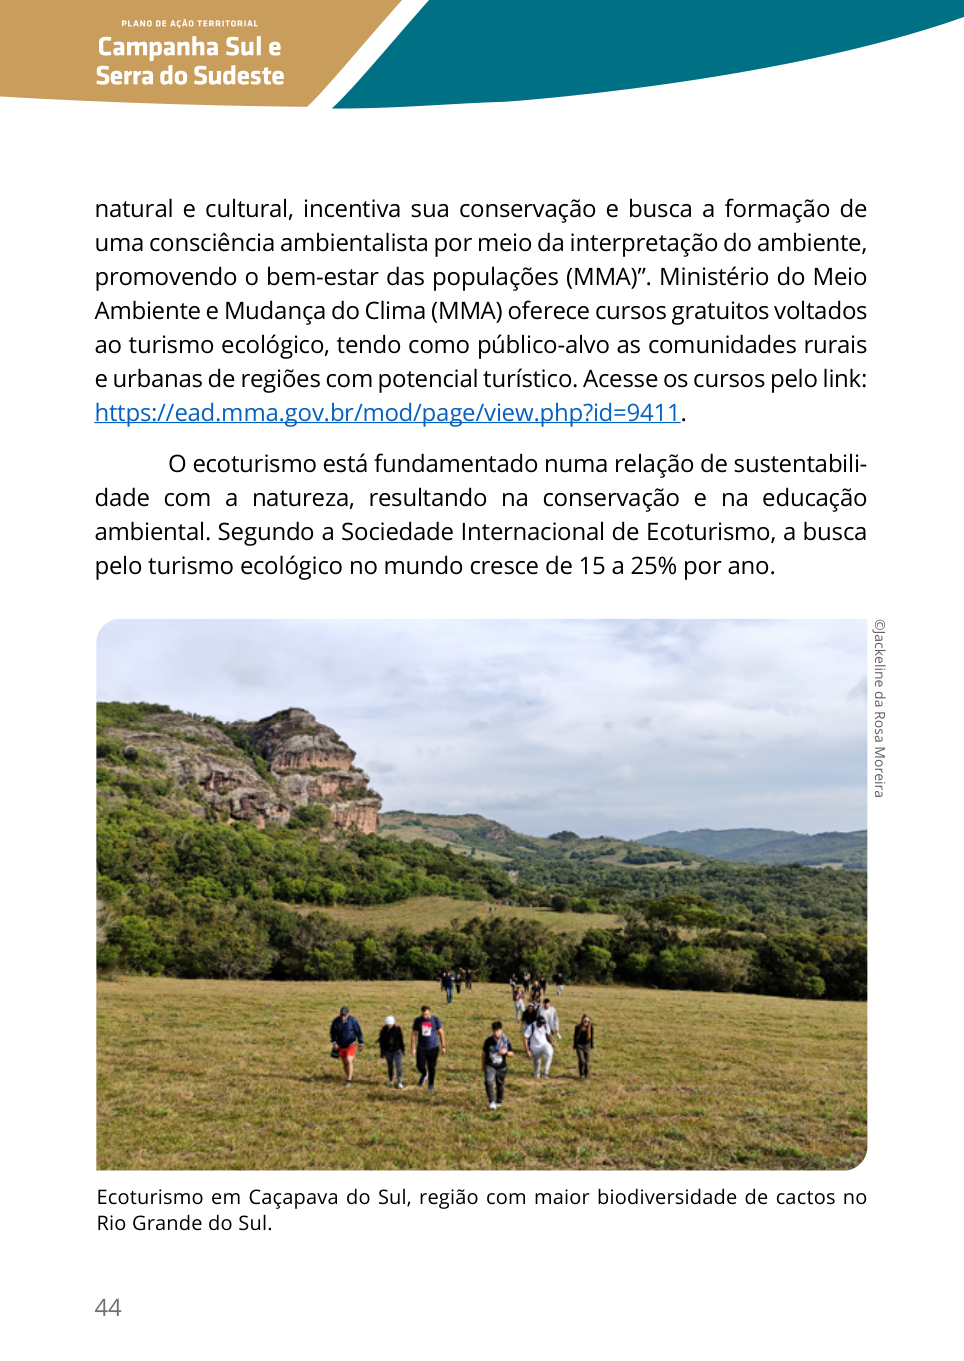 PLANO DE AÇÃO TERRITORIAL
Campanha Sul e
Serra do Sudeste
natural e cultural, incentiva sua conservação e busca a formação de
uma consciência ambientalista por meio da interpretação do ambiente,
promovendo o bem-estar das populações (MMA)”. Ministério do Meio
Ambiente e Mudança do Clima (MMA) oferece cursos gratuitos voltados
ao turismo ecológico, tendo como público-alvo as comunidades rurais
e urbanas de regiões com potencial turístico. Acesse os cursos pelo link:
https://ead.mma.gov.br/mod/page/view.php?id=9411.
O ecoturismo está fundamentado numa relação de sustentabili-
dade com a natureza, resultando na conservação e na educação
ambiental. Segundo a Sociedade Internacional de Ecoturismo, a busca
pelo turismo ecológico no mundo cresce de 15 a 25% por ano.
©Jackeline da Rosa Moreira
Ecoturismo em Caçapava do Sul, região com maior biodiversidade de cactos no
Rio Grande do Sul.
44